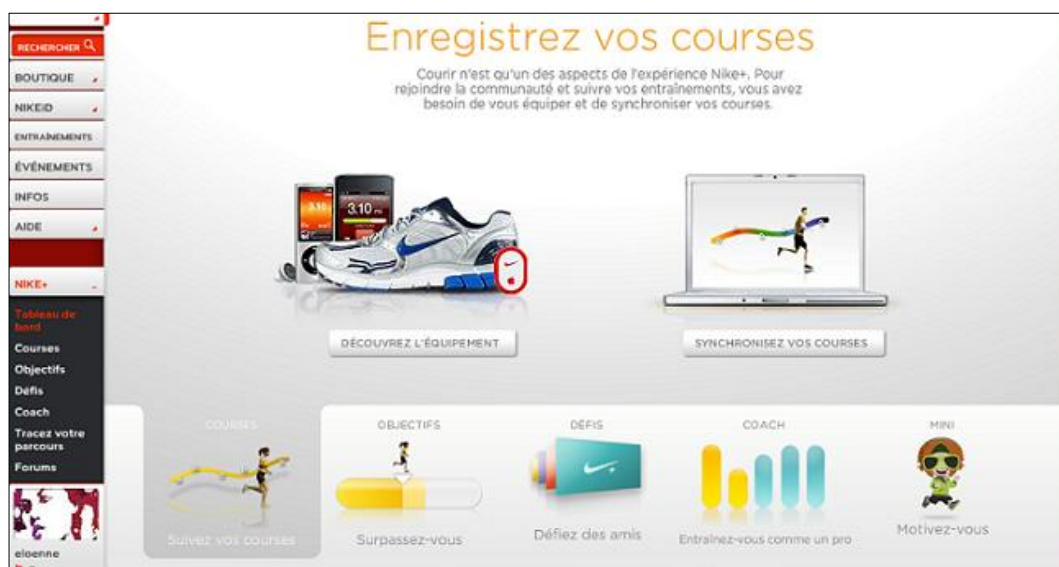 RECHERCHER
BOUTIQUE
NIKEiD
ENTRAÎNEMENTS
ÉVÉNEMENTS
INFOS
AIDE
NIKE+
Tableau de
bord
Courses
Objectifs
Défis
Coach
Tracez votre
parcours
Forums
eloenne
Enregistrez vos courses
Courir n'est qu'un des aspects de l'expérience Nike+. Pour
rejoindre la communauté et suivre vos entraînements, vous avez
besoin de vous équiper et de synchroniser vos courses.
3.10
3.10
DÉCOUVREZ L'ÉQUIPEMENT
SYNCHRONISEZ VOS COURSES
COURSES
Suivez vos courses
OBJECTIFS
Surpassez-vous
DÉFIS
Défiez des amis
COACH
Entraînez-vous comme un pro
MINI
Motivez-vous